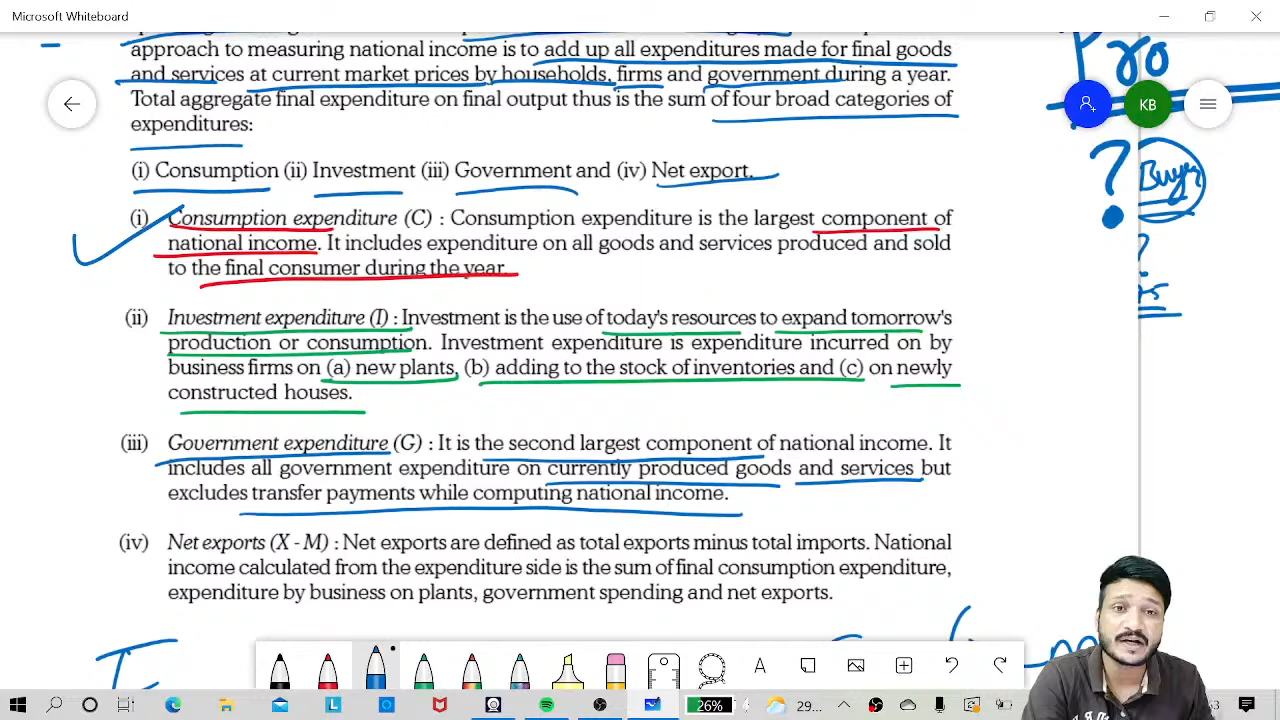 Microsoft Whiteboard
approach to measuring national income is to add up all expenditures made for final goods
and services at current market prices by households, firms and government during a year.
Total aggregate final expenditure on final output thus is the sum of four broad categories of
expenditures:
(i) Consumption (ii) Investment (iii) Government and (iv) Net export.
(i) Consumption expenditure (C) : Consumption expenditure is the largest component of
national income. It includes expenditure on all goods and services produced and sold
to the final consumer during the year.
(ii) Investment expenditure (I) : Investment is the use of today's resources to expand tomorrow's
production or consumption. Investment expenditure is expenditure incurred on by
business firms on (a) new plants, (b) adding to the stock of inventories and (c) on newly
constructed houses.
(iii) Government expenditure (G) : It is the second largest component of national income. It
includes all government expenditure on currently produced goods and services but
excludes transfer payments while computing national income.
(iv) Net exports (X - M) : Net exports are defined as total exports minus total imports. National
income calculated from the expenditure side is the sum of final consumption expenditure,
expenditure by business on plants, government spending and net exports.
Pro
KB
?
Buyer
?
I
A
26%
29...